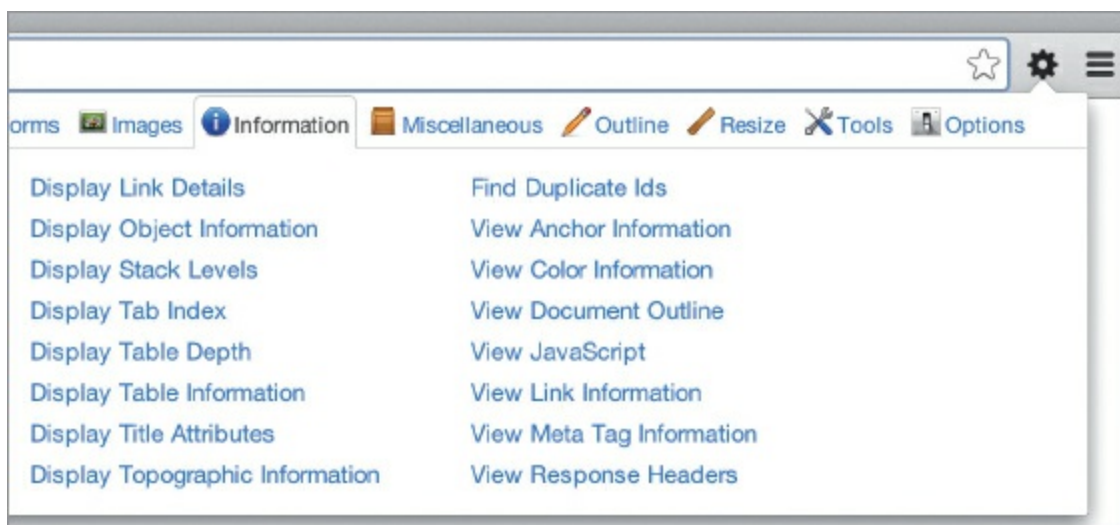 orms Images Information Miscellaneous Outline Resize Tools Options
Display Link Details
Display Object Information
Display Stack Levels
Display Tab Index
Display Table Depth
Display Table Information
Display Title Attributes
Display Topographic Information
Find Duplicate Ids
View Anchor Information
View Color Information
View Document Outline
View JavaScript
View Link Information
View Meta Tag Information
View Response Headers